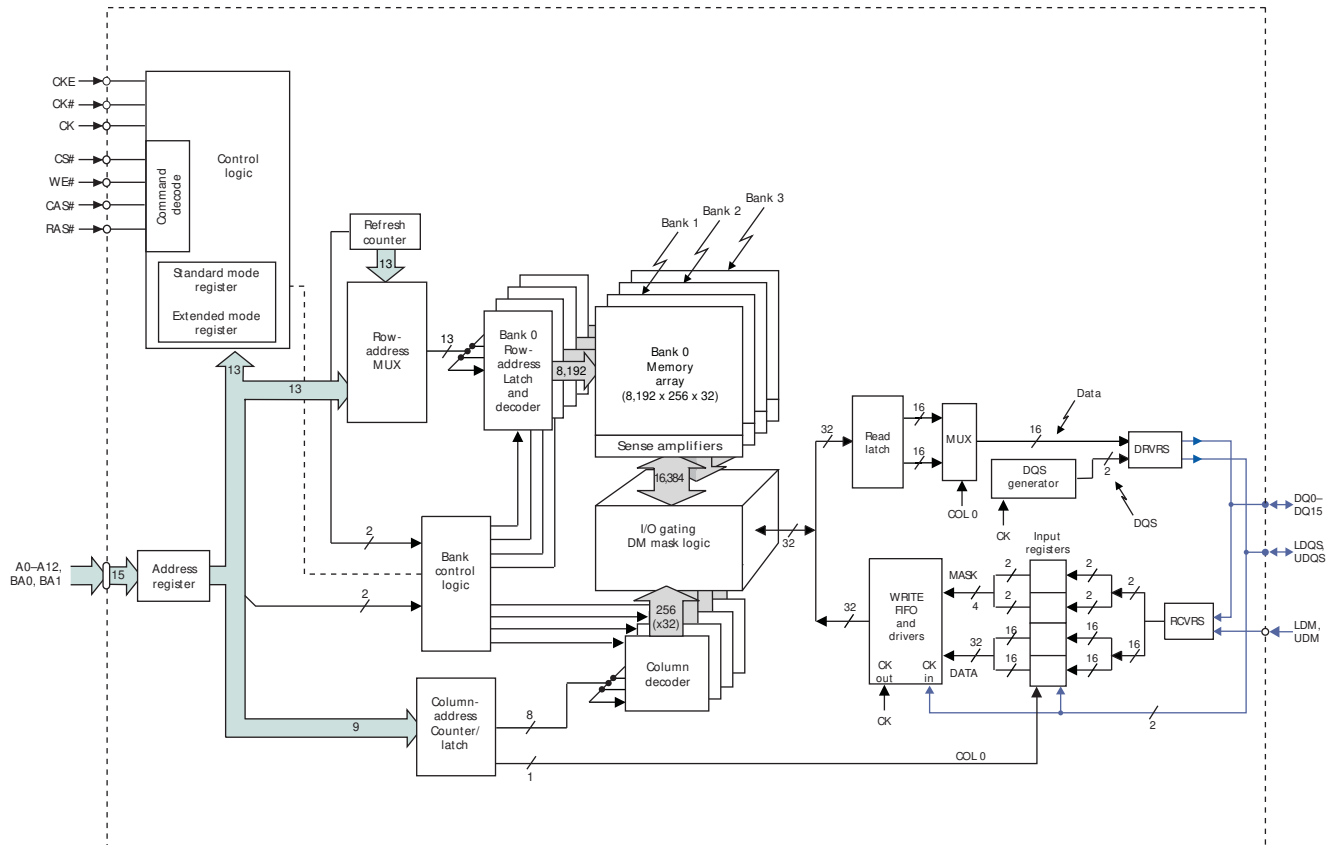 CKE
CK#
CK
CS#
WE#
CAS#
RAS#
Command
decode
Control
logic
Standard mode
register
Extended mode
register
Refresh
counter
13
Row-
address
MUX
13
13
13
Bank 0
Row-
address
Latch
and
decoder
8,192
Bank 1
Bank 2
Bank 3
Bank 0
Memory
array
(8,192 x 256 x 32)
Sense amplifiers
16,384
I/O gating
DM mask logic
32
32
Read
latch
16
16
MUX
COL 0
16
Data
DQS
generator
CK
2
DQS
DRVRS
DQ0–
DQ15
LDQS,
UDQS
LDM,
UDM
A0–A12,
BA0, BA1
15
Address
register
2
2
Bank
control
logic
256
(x32)
Column
decoder
9
Column-
address
Counter/
latch
8
1
COL 0
32
WRITE
FIFO
and
drivers
CK
out
CK
in
CK
MASK
4
32
DATA
Input
registers
2
2
16
16
2
2
16
16
2
16
RCVRS
2